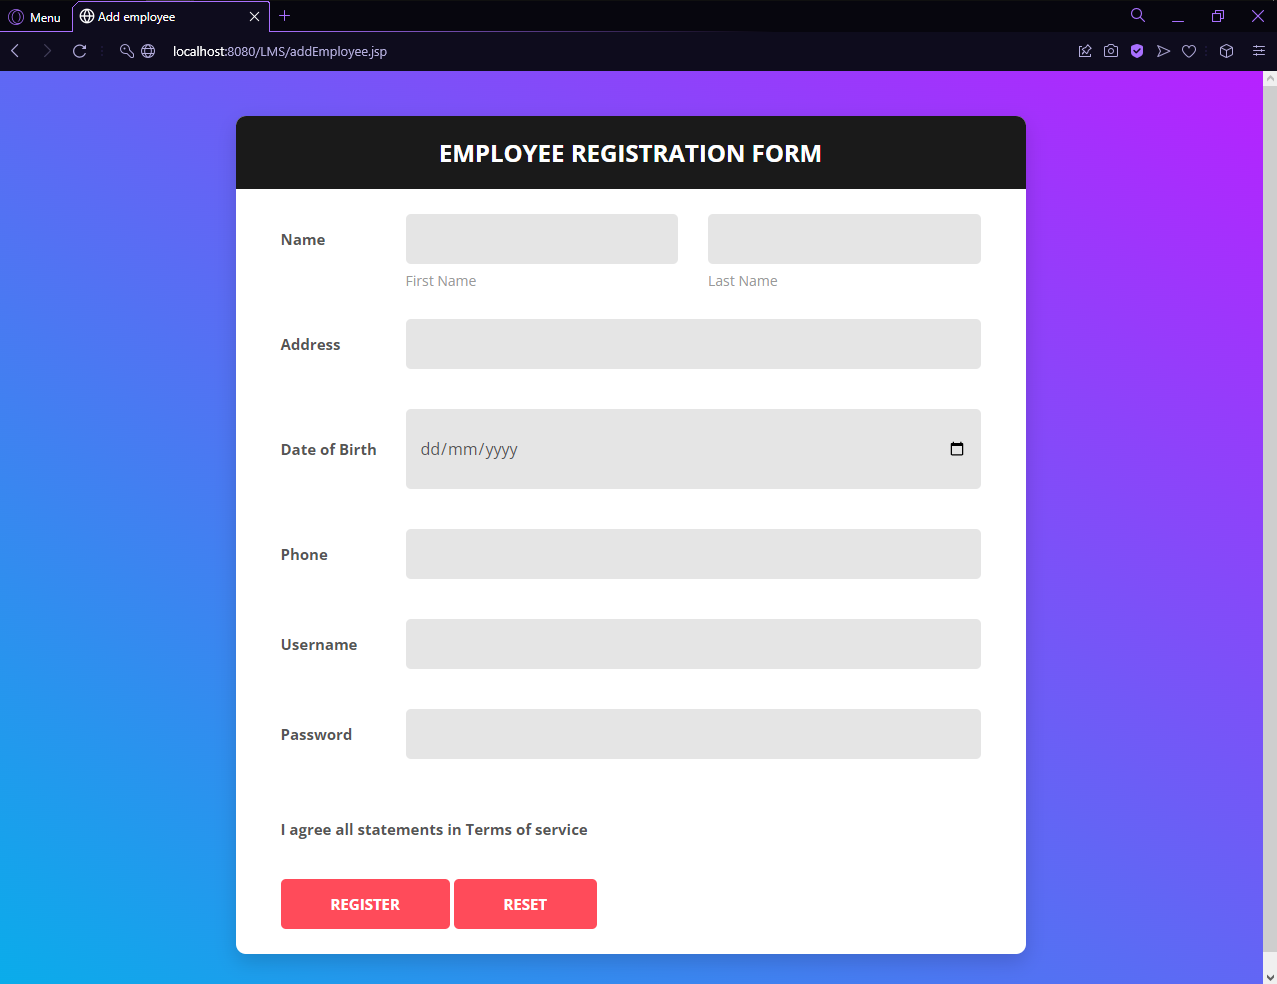 Menu
Add employee
localhost:8080/LMS/addEmployee.jsp
EMPLOYEE REGISTRATION FORM
Name
First Name
Last Name
Address
Date of Birth
dd/mm/yyyy
Phone
Username
Password
I agree all statements in Terms of service
REGISTER
RESET